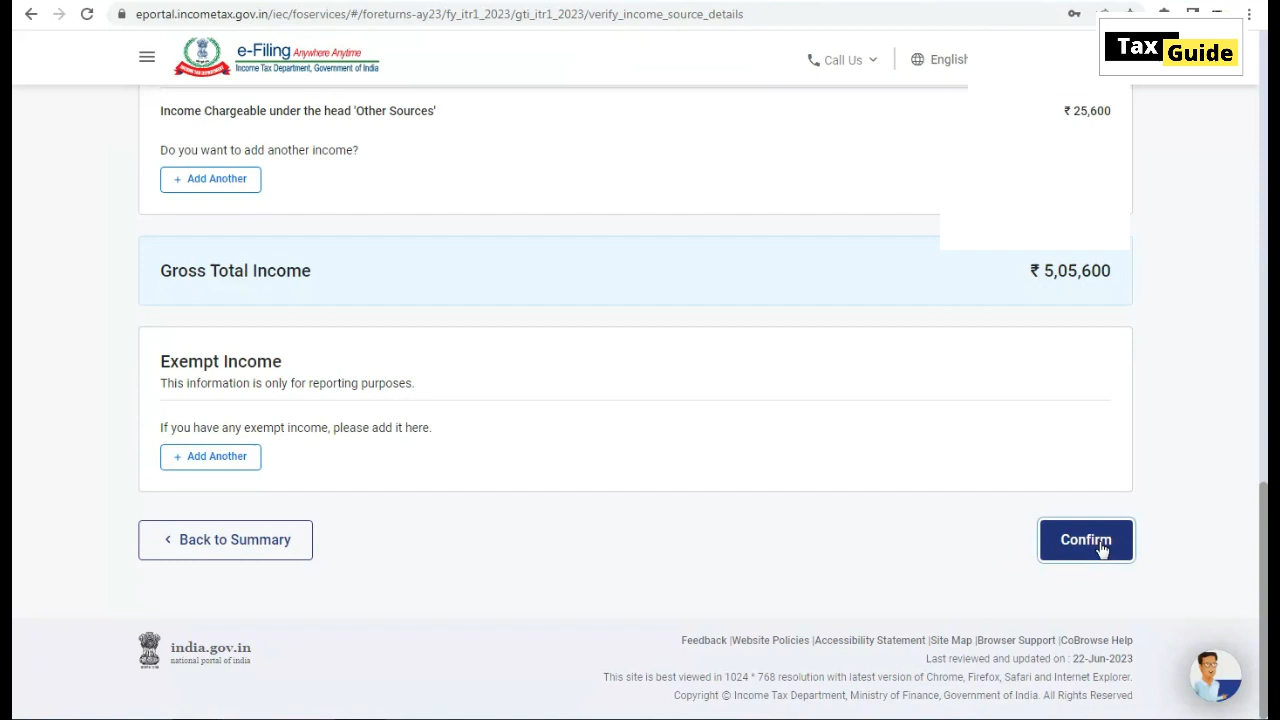 eportal.incometax.gov.in/iec/foservices/#/foreturns-ay23/fy_itr1_2023/gti_itr1_2023/verify_income_source_details
e-Filing Anywhere Anytime
Income Tax Department, Government of India
Call Us
English
Tax
Guide
Income Chargeable under the head 'Other Sources' ₹ 25,600
Do you want to add another income?
+ Add Another
Gross Total Income ₹ 5,05,600
Exempt Income
This information is only for reporting purposes.
If you have any exempt income, please add it here.
+ Add Another
< Back to Summary
Confirm
india.gov.in
national portal of india
Feedback |Website Policies |Accessibility Statement |Site Map |Browser Support |CoBrowse Help
Last reviewed and updated on : 22-Jun-2023
This site is best viewed in 1024 * 768 resolution with latest version of Chrome, Firefox, Safari and Internet Explorer.
Copyright © Income Tax Department, Ministry of Finance, Government of India. All Rights Reserved